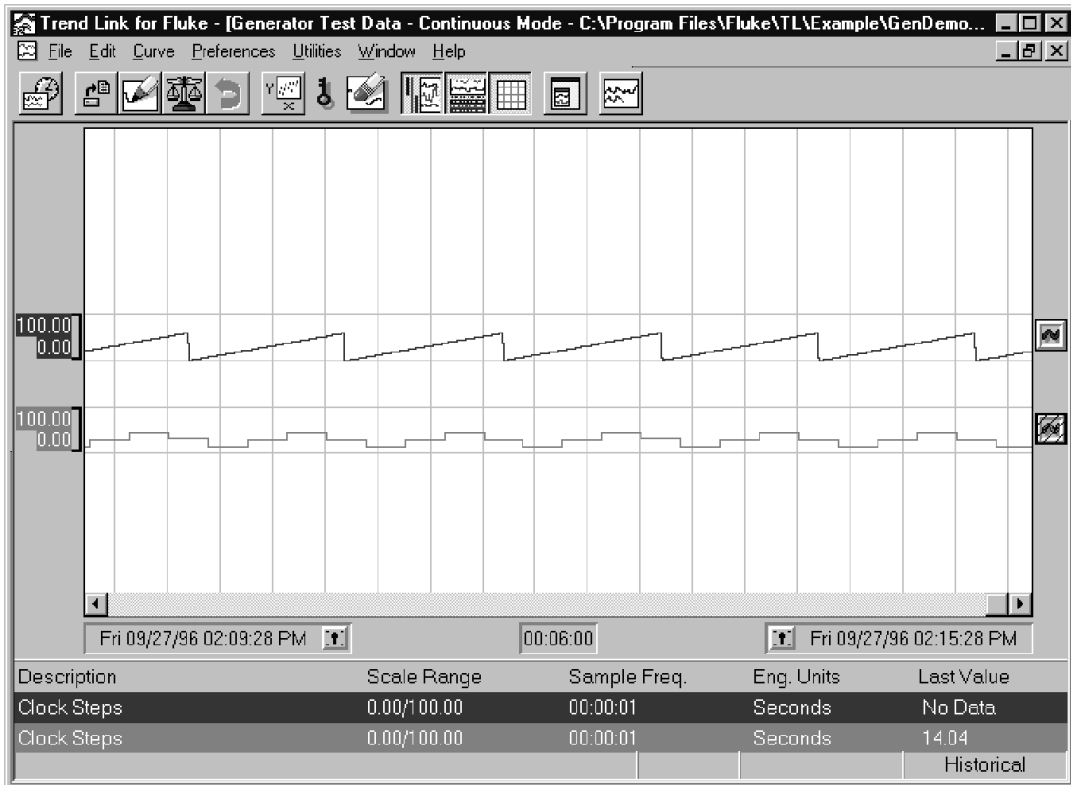 Trend Link for Fluke - [Generator Test Data - Continuous Mode - C:\Program Files\Fluke\TL\Example\GenDemo...
File Edit Curve Preferences Utilities Window Help
Y
X
100.00
0.00
100.00
0.00
Fri 09/27/96 02:09:28 PM 00:06:00 Fri 09/27/96 02:15:28 PM
Description Scale Range Sample Freq. Eng. Units Last Value
Clock Steps 0.00/100.00 00:00:01 Seconds No Data
Clock Steps 0.00/100.00 00:00:01 Seconds 14.04
Historical